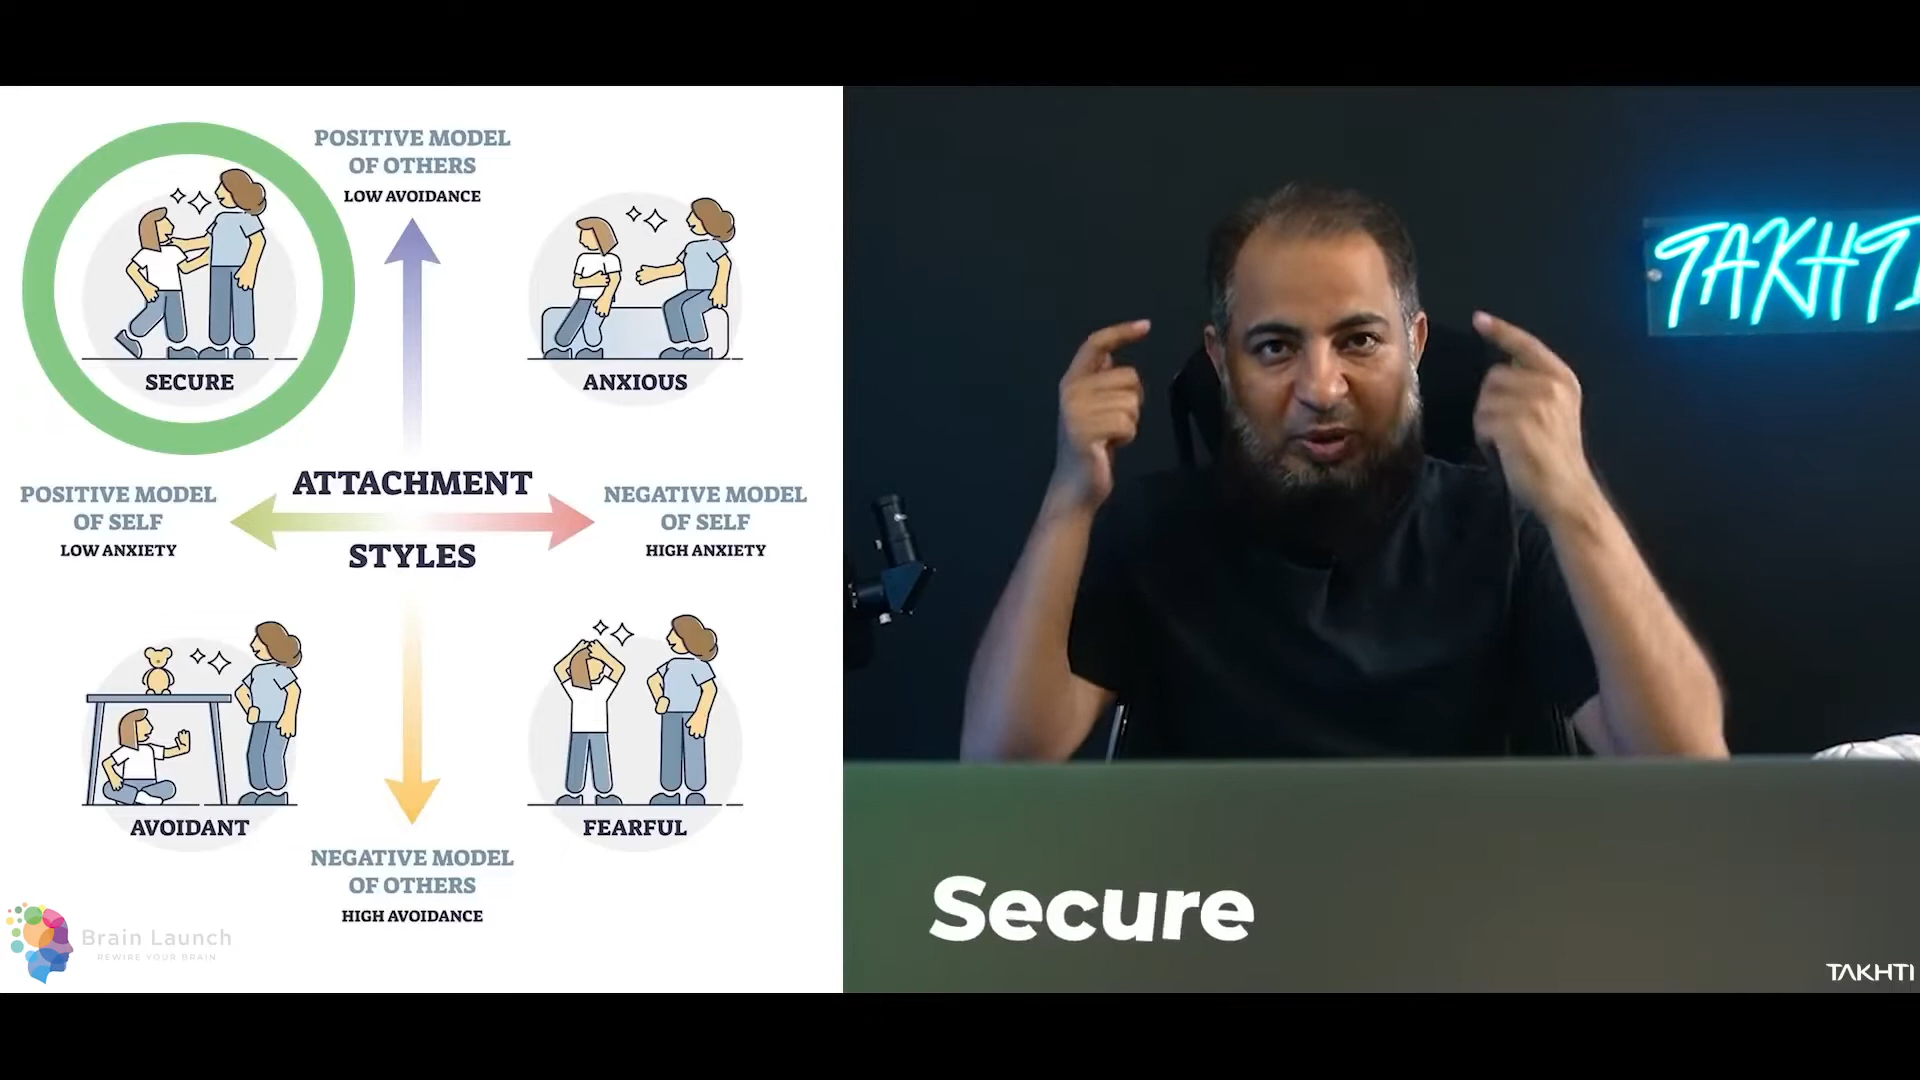 POSITIVE MODEL
OF OTHERS
LOW AVOIDANCE
SECURE
ANXIOUS
ATTACHMENT
STYLES
POSITIVE MODEL
OF SELF
LOW ANXIETY
NEGATIVE MODEL
OF SELF
HIGH ANXIETY
AVOIDANT
FEARFUL
NEGATIVE MODEL
OF OTHERS
HIGH AVOIDANCE
Brain Launch
REWIRE YOUR BRAIN
TAKHTI
Secure
TAKHTI